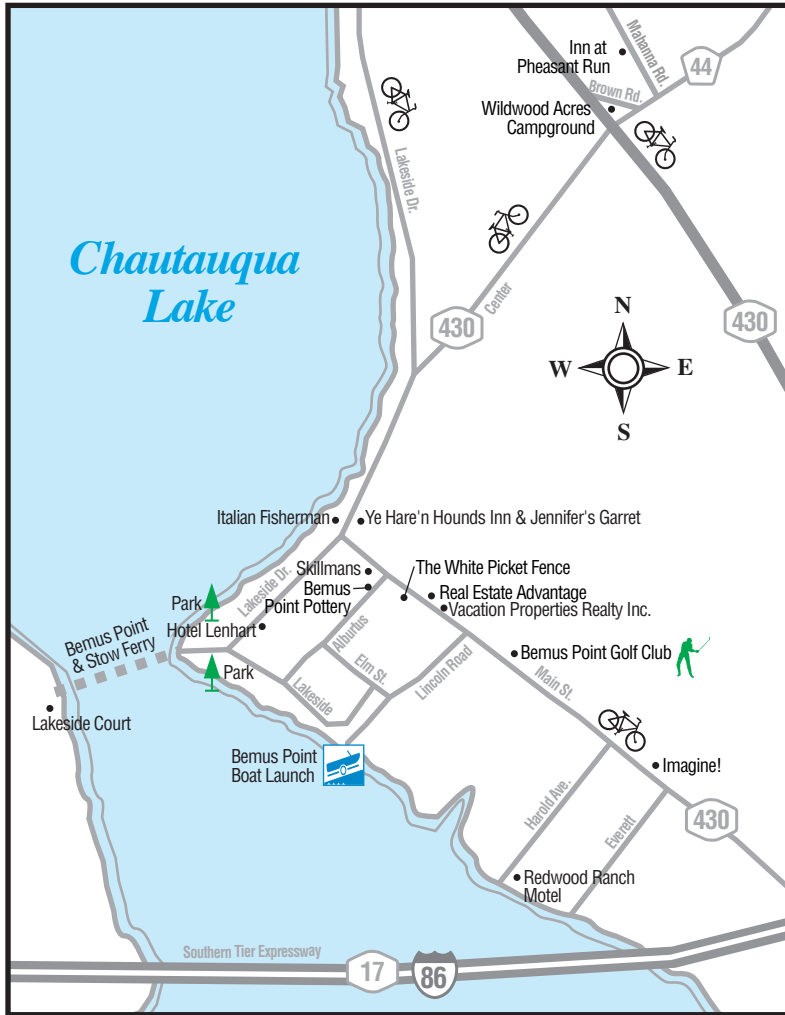 Inn at
Pheasant Run
Mahanna Rd.
44
Brown Rd.
Wildwood Acres
Campground
Lakeside Dr.
Chautauqua
Lake
Center
430
430
N
W
E
S
Italian Fisherman
Ye Hare'n Hounds Inn & Jennifer's Garret
Skillmans
The White Picket Fence
Bemus
Point Pottery
Real Estate Advantage
Vacation Properties Realty Inc.
Lakeside Dr.
Park
Hotel Lenhart
Alburtus
Bemus Point
& Stow Ferry
Elm St.
Lincoln Road
Bemus Point Golf Club
Park
Lakeside
Main St.
Lakeside Court
Bemus Point
Boat Launch
Imagine!
Harold Ave.
Everett
430
Redwood Ranch
Motel
Southern Tier Expressway
17
86